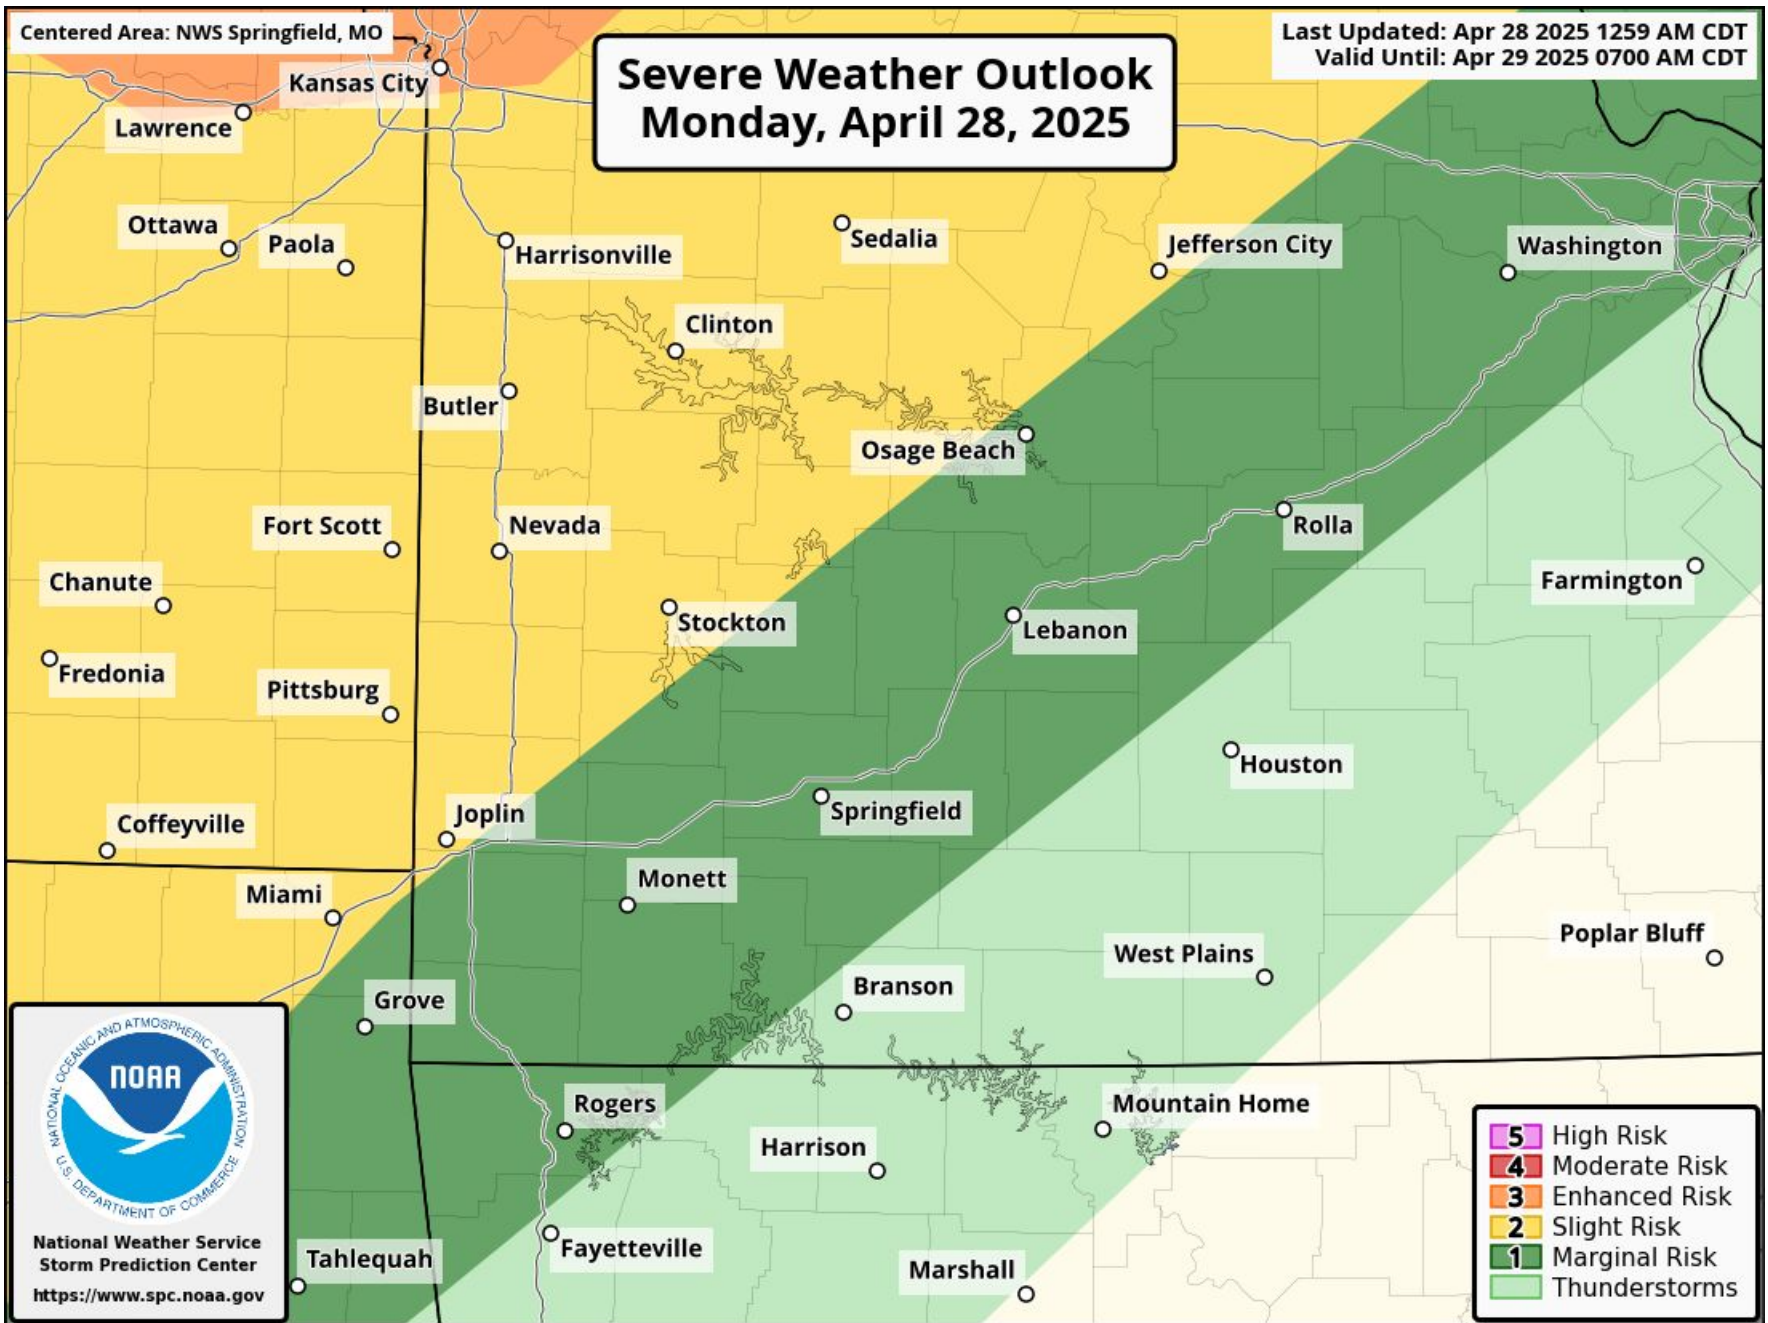 Centered Area: NWS Springfield, MO
Last Updated: Apr 28 2025 1259 AM CDT
Valid Until: Apr 29 2025 0700 AM CDT
Severe Weather Outlook
Monday, April 28, 2025
Kansas City
Lawrence
Ottawa
Paola
Harrisonville
Sedalia
Jefferson City
Washington
Clinton
Butler
Osage Beach
Fort Scott
Nevada
Rolla
Chanute
Farmington
Stockton
Lebanon
Fredonia
Pittsburg
Houston
Joplin
Springfield
Coffeyville
Monett
Miami
Poplar Bluff
West Plains
Branson
Grove
Rogers
Mountain Home
Harrison
Fayetteville
Tahlequah
Marshall
NATIONAL OCEANIC AND ATMOSPHERIC ADMINISTRATION
NOAA
U.S. DEPARTMENT OF COMMERCE
National Weather Service
Storm Prediction Center
https://www.spc.noaa.gov
5 High Risk
4 Moderate Risk
3 Enhanced Risk
2 Slight Risk
1 Marginal Risk
Thunderstorms